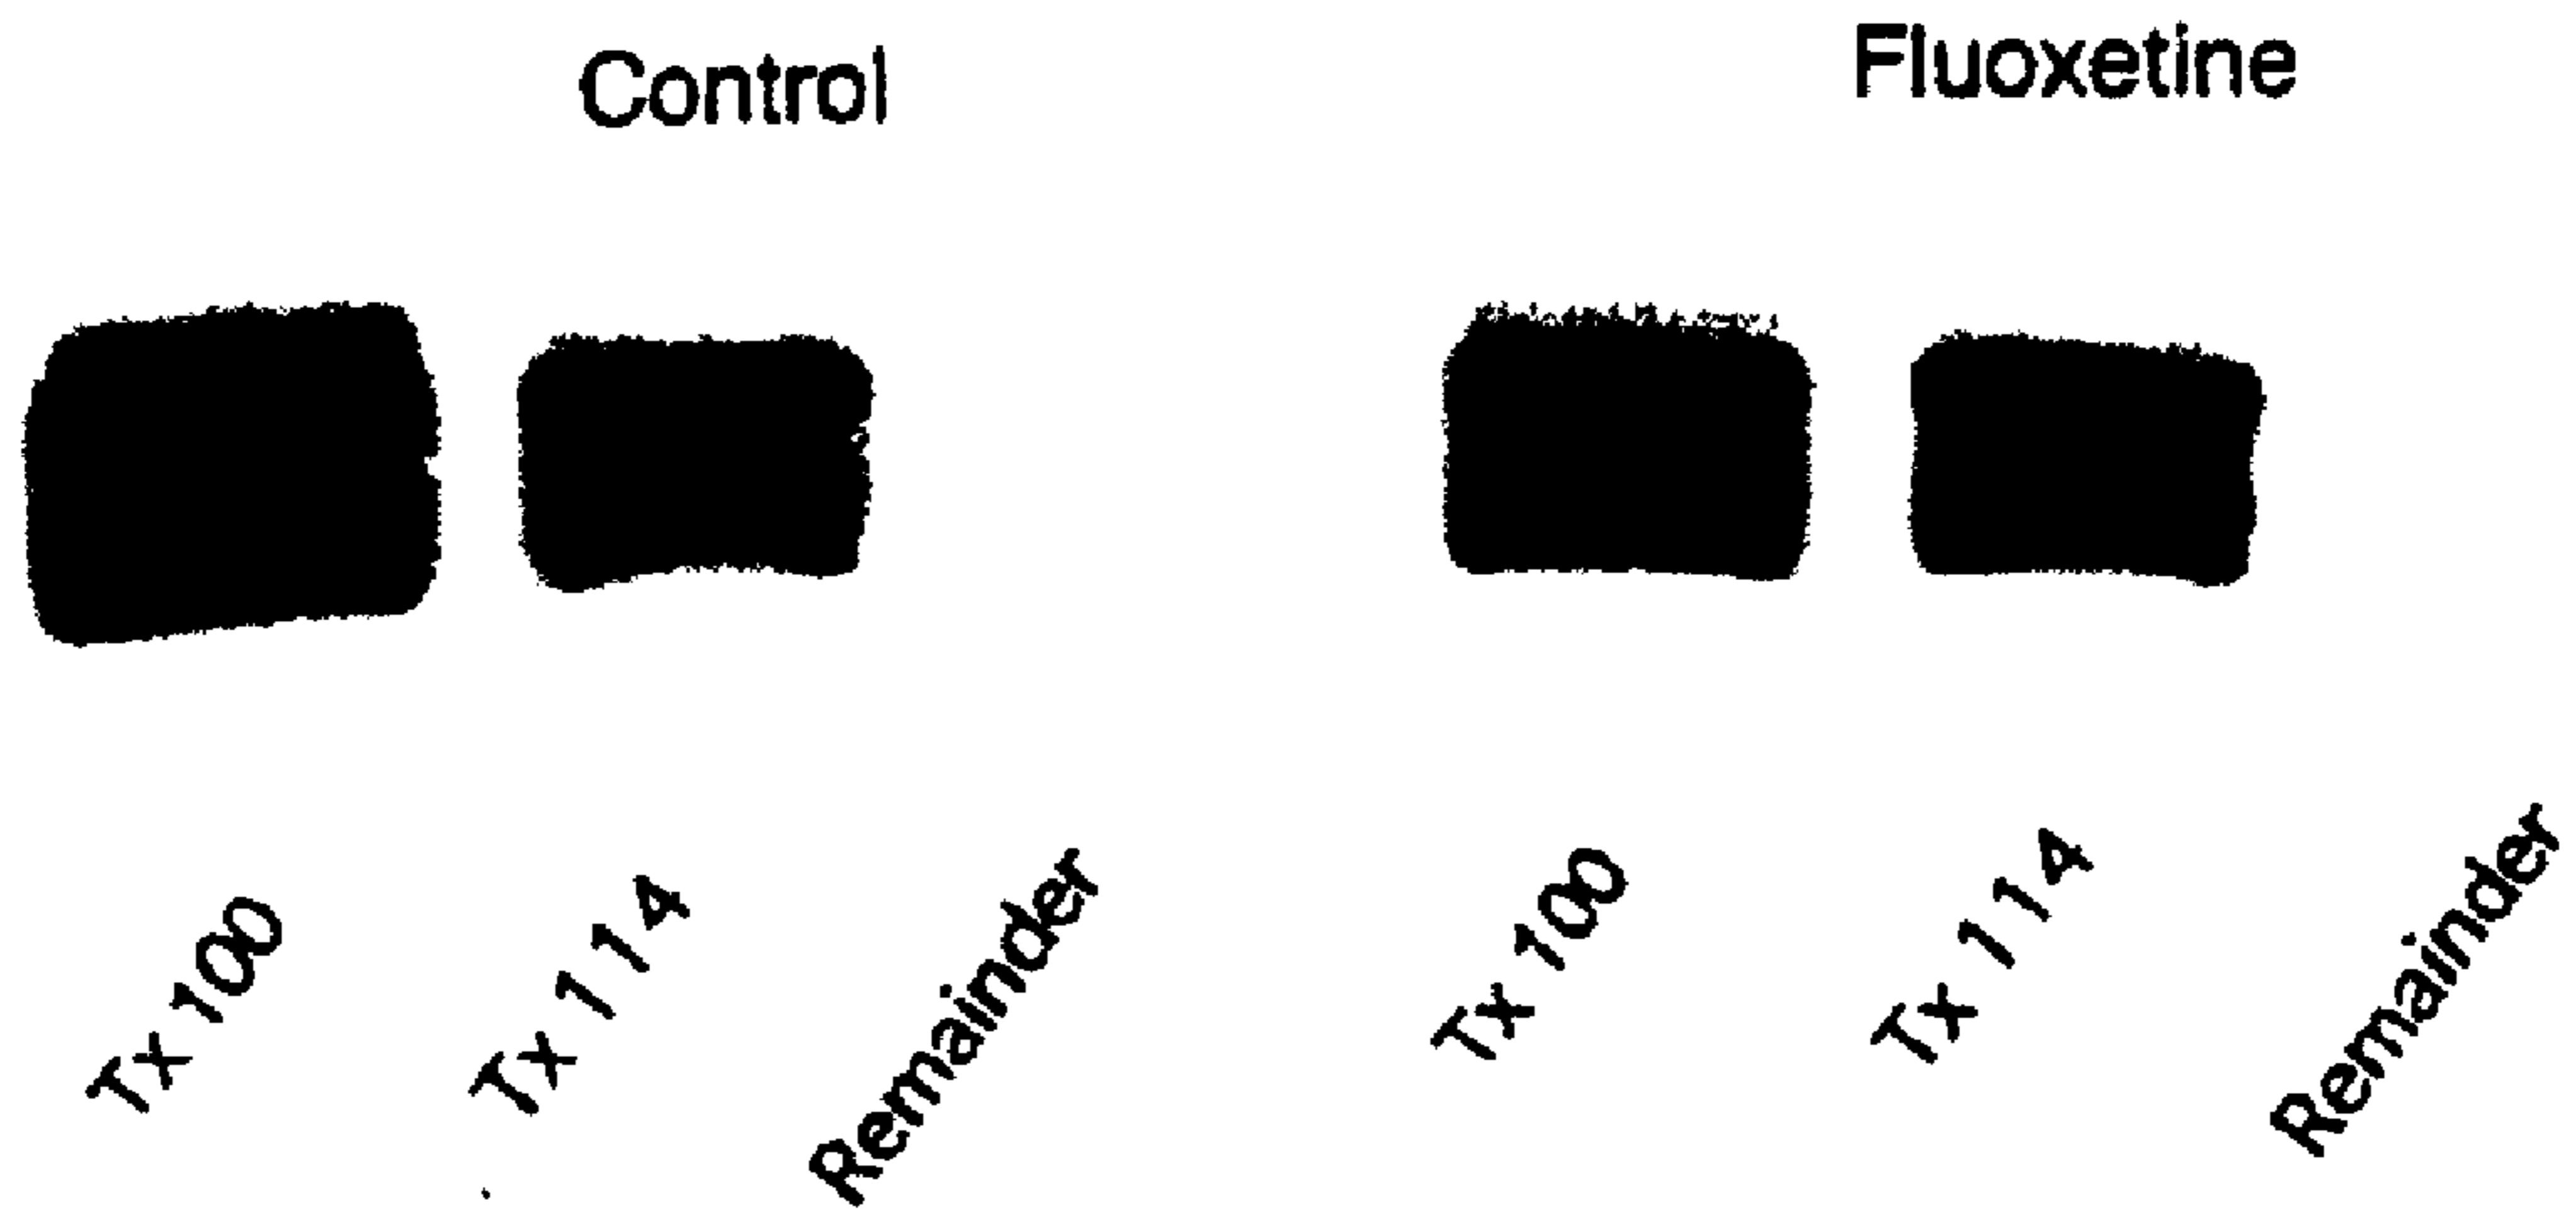 Control
Fluoxetine
Tx 100
Tx 114
Remainder
Tx 100
Tx 114
Remainder